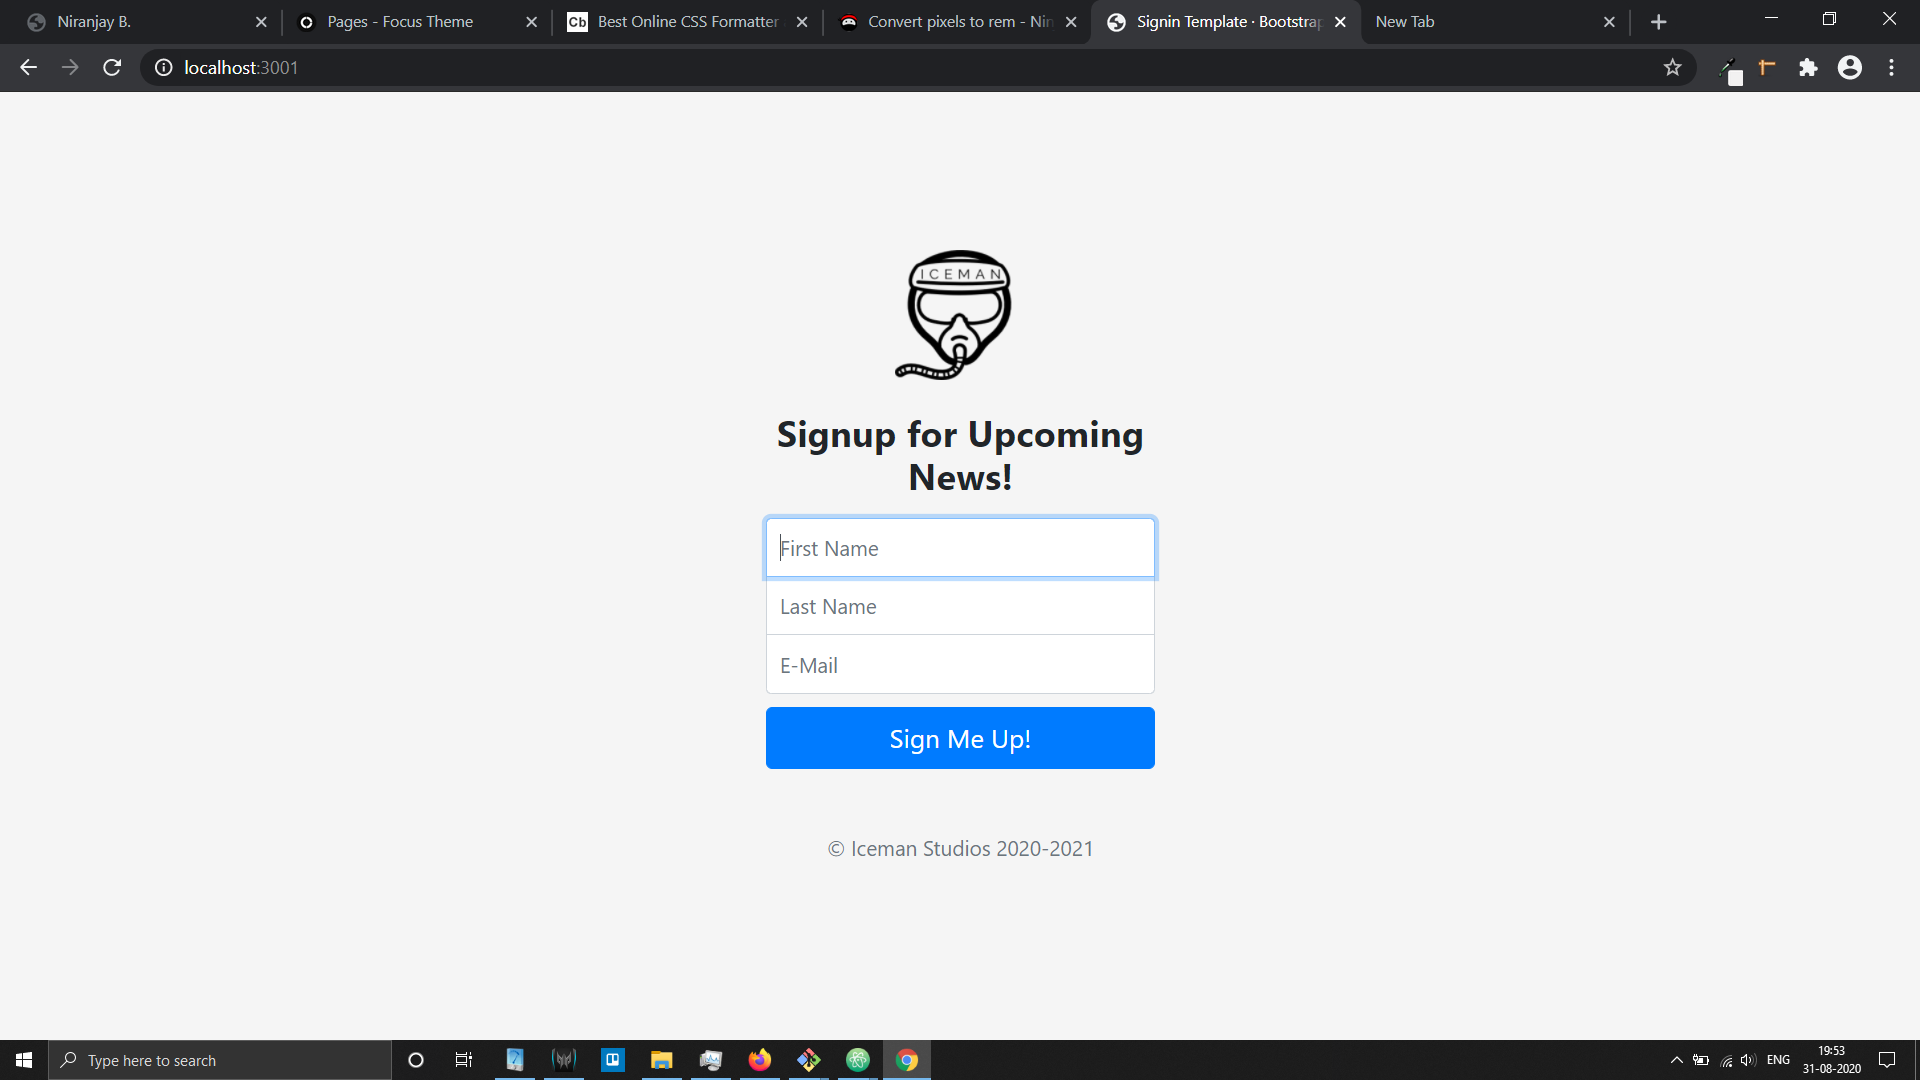 Niranjay B.
Pages - Focus Theme
Best Online CSS Formatter
Convert pixels to rem - Nin
Signin Template · Bootstrap
New Tab
localhost:3001
ICEMAN
Signup for Upcoming
News!
First Name
Last Name
E-Mail
Sign Me Up!
© Iceman Studios 2020-2021
Type here to search
ENG
19:53
31-08-2020